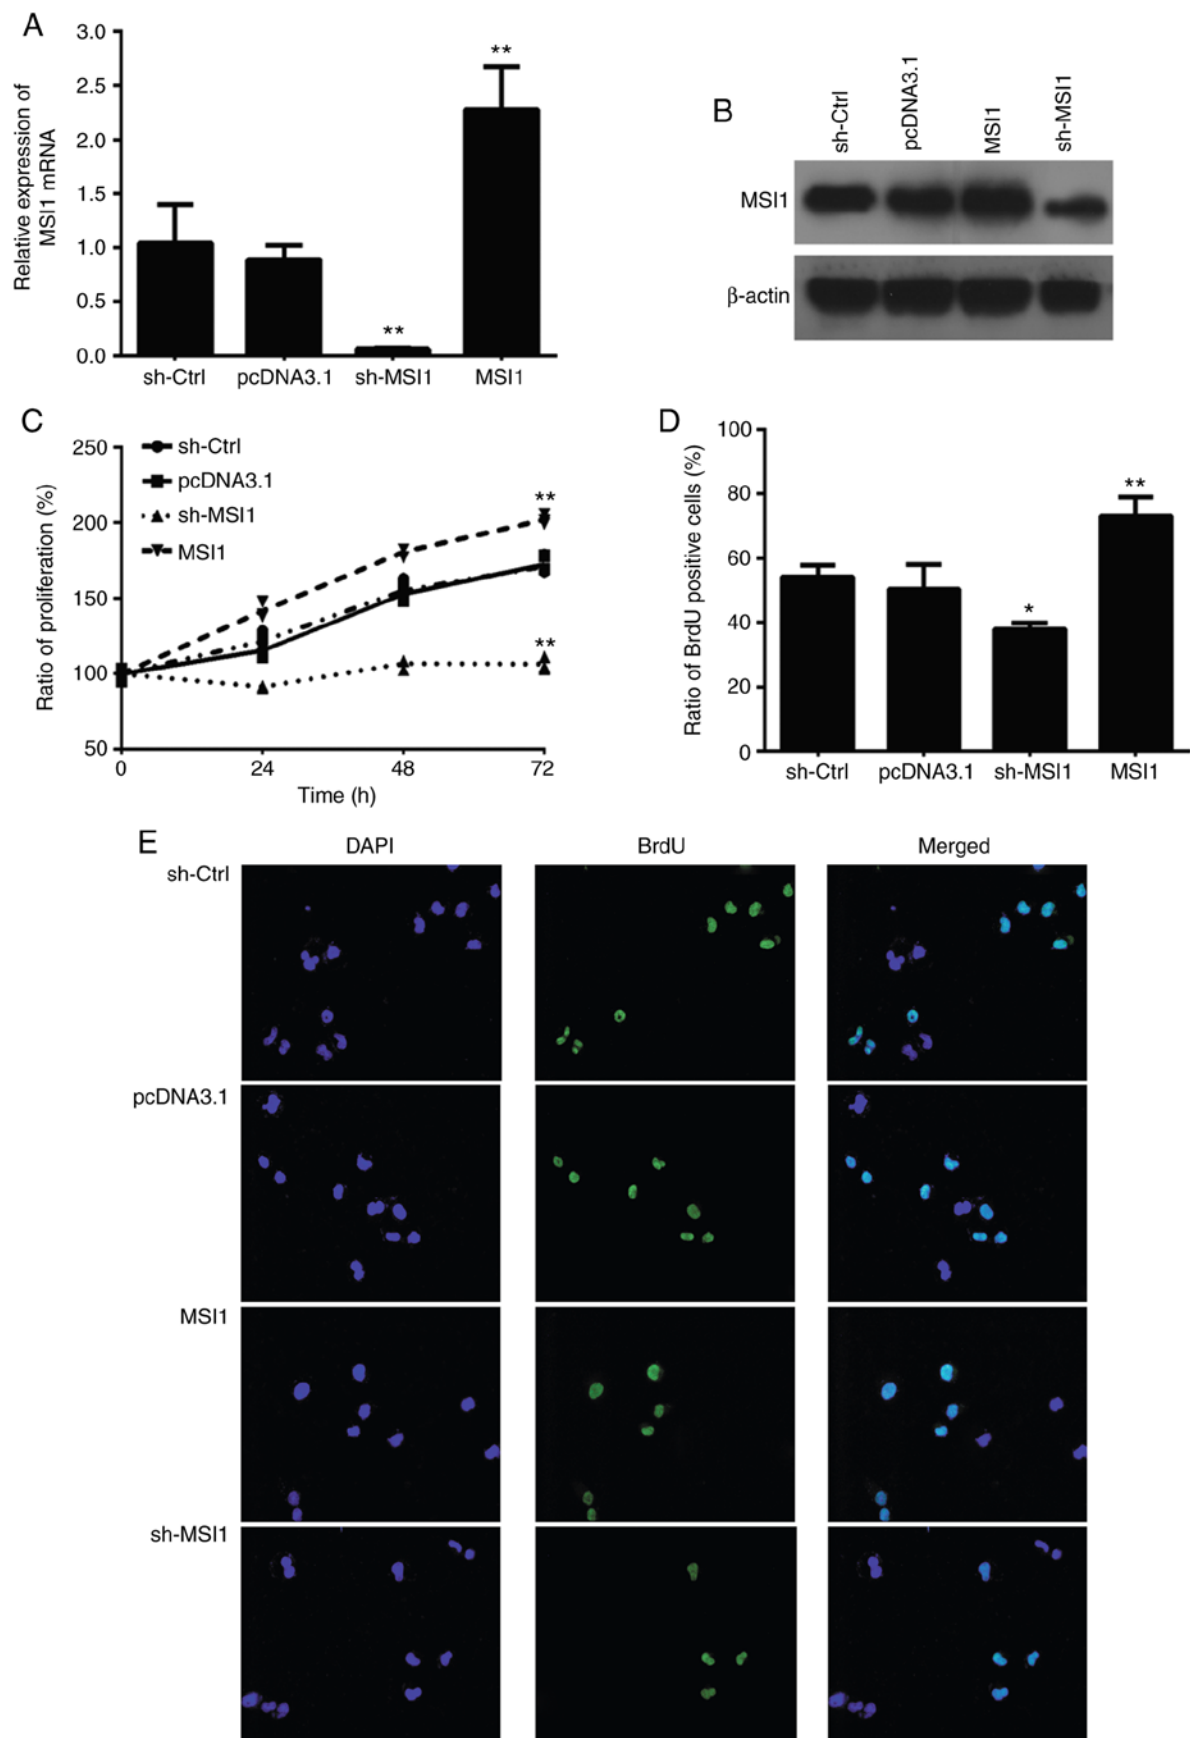 A
3.0
2.5
2.0
1.5
1.0
0.5
0.0
Relative expression of
MSI1 mRNA
**
**
sh-Ctrl
pcDNA3.1
sh-MSI1
MSI1
B
sh-Ctrl
pcDNA3.1
MSI1
sh-MSI1
MSI1
β-actin
C
250
200
150
100
50
Ratio of proliferation (%)
sh-Ctrl
pcDNA3.1
sh-MSI1
MSI1
**
**
0
24
48
72
Time (h)
D
100
80
60
40
20
0
Ratio of BrdU positive cells (%)
*
**
sh-Ctrl
pcDNA3.1
sh-MSI1
MSI1
E
DAPI
BrdU
Merged
sh-Ctrl
pcDNA3.1
MSI1
sh-MSI1